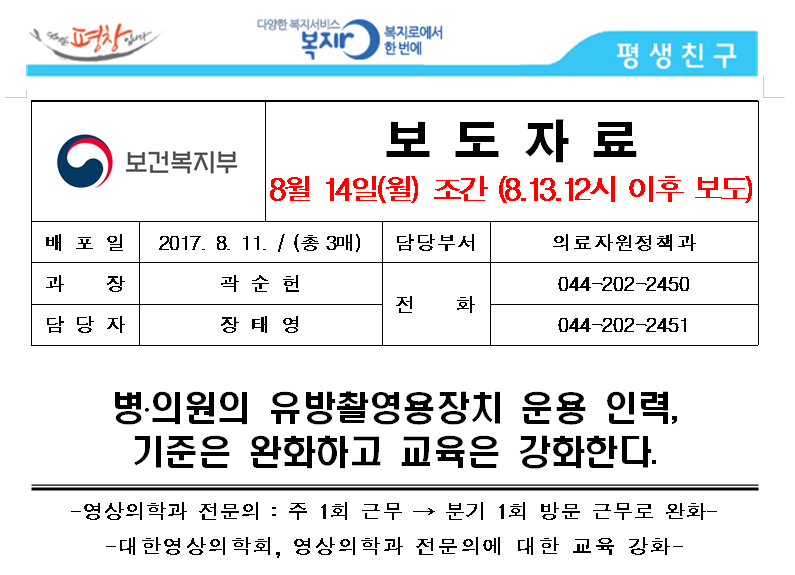 평창
다양한 복지서비스
복지로
복지로에서
한 번에
평생친구
보건복지부
보 도 자 료
8월 14일(월) 조간 (8.13.12시 이후 보도)
배 포 일 2017. 8. 11. / (총 3매) 담당부서 의료자원정책과
과 장 곽 순 헌 전 화 044-202-2450
담 당 자 장 태 영 044-202-2451
병·의원의 유방촬영용장치 운용 인력,
기준은 완화하고 교육은 강화한다.
-영상의학과 전문의 : 주 1회 근무 → 분기 1회 방문 근무로 완화-
-대한영상의학회, 영상의학과 전문의에 대한 교육 강화-